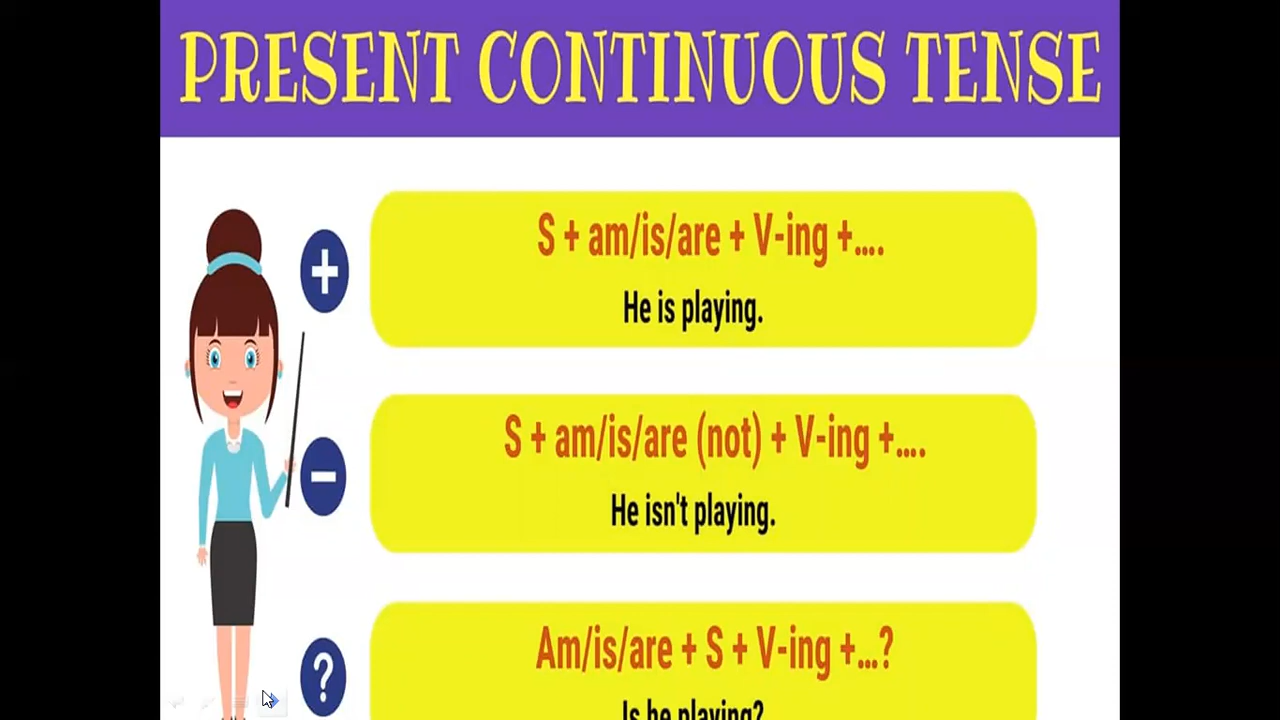 PRESENT CONTINUOUS TENSE
+
S + am/is/are + V-ing +....
He is playing.
−
S + am/is/are (not) + V-ing +....
He isn't playing.
?
Am/is/are + S + V-ing +...?
Is he playing?